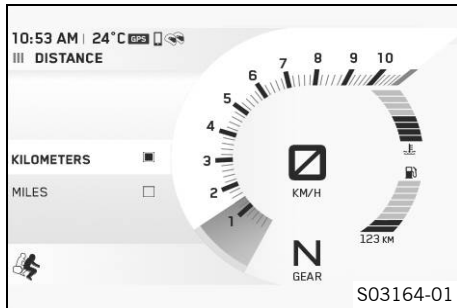 10:53 AM 24°C GPS
DISTANCE
KILOMETERS
MILES
1
2
3
4
5
6
7
8
9
10
0
KM/H
N
GEAR
123 KM
S03164-01